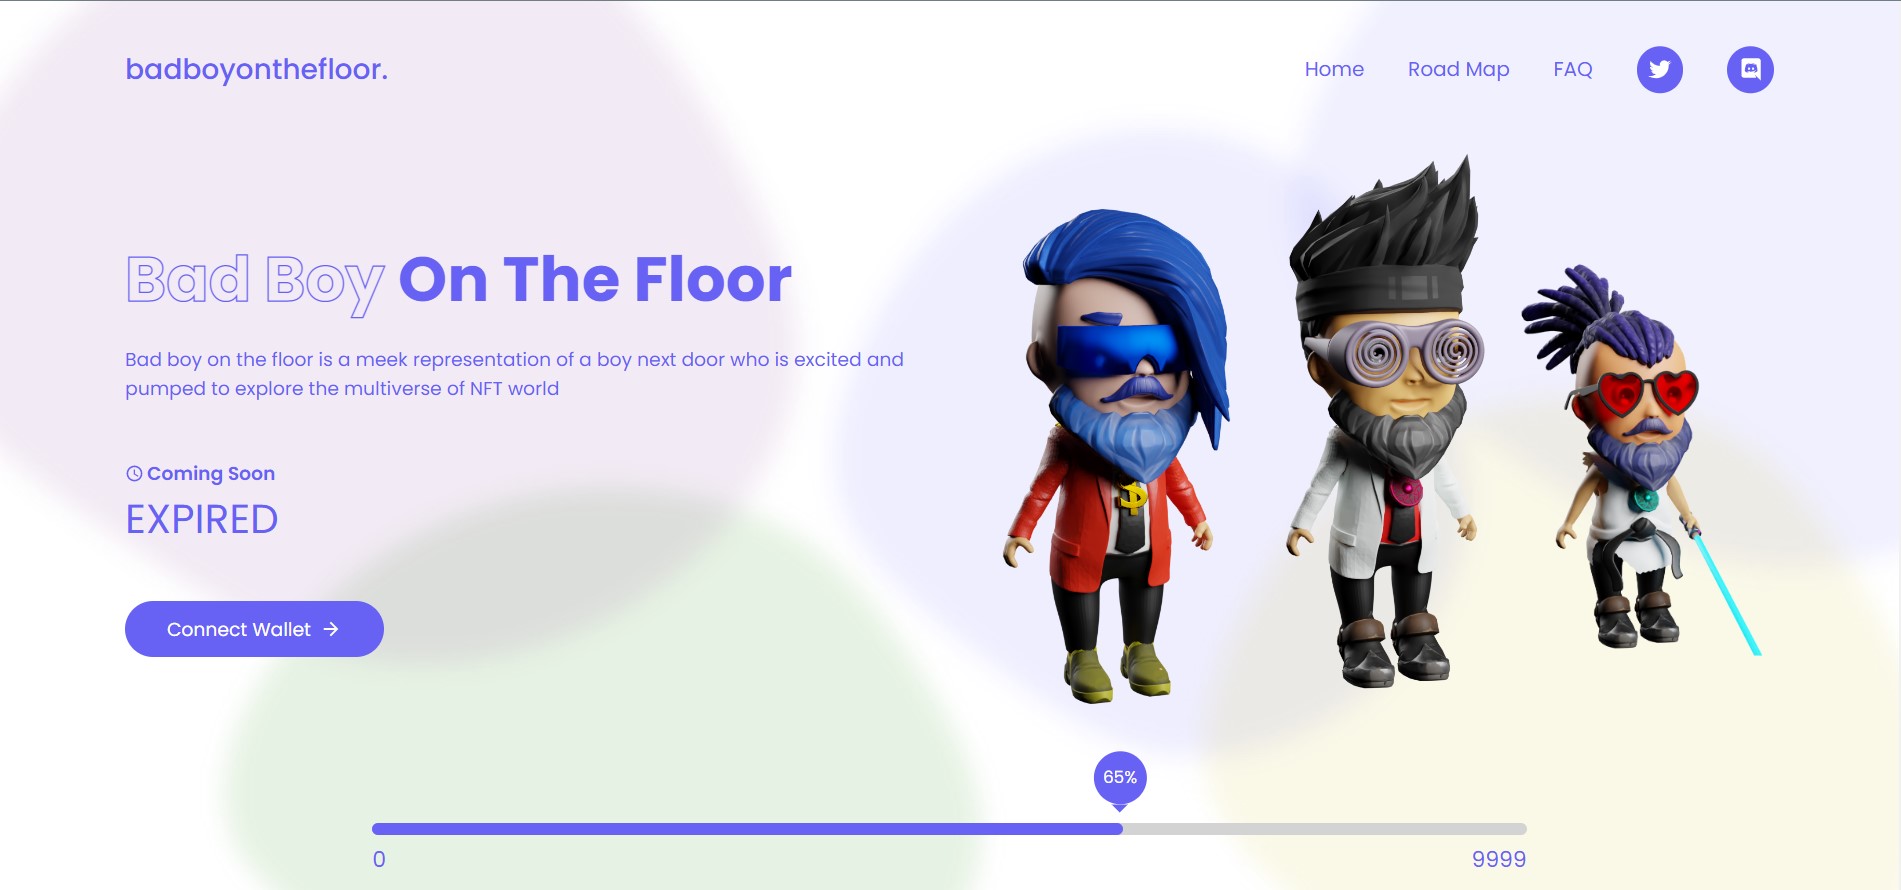 badboyonthefloor.
Home Road Map FAQ
Bad Boy On The Floor
Bad boy on the floor is a meek representation of a boy next door who is excited and
pumped to explore the multiverse of NFT world
Coming Soon
EXPIRED
Connect Wallet →
65%
0 9999